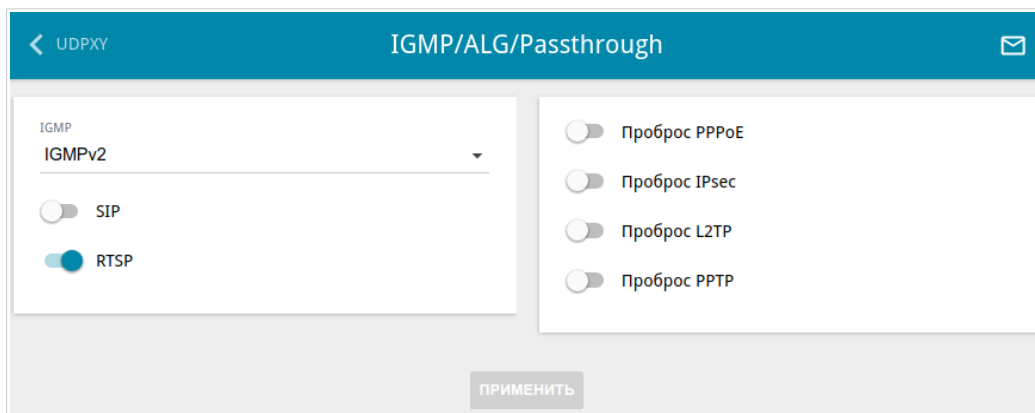 UDPXY
IGMP/ALG/Passthrough
IGMP
IGMPv2
SIP
RTSP
Проброс PPPoE
Проброс IPsec
Проброс L2TP
Проброс PPTP
ПРИМЕНИТЬ